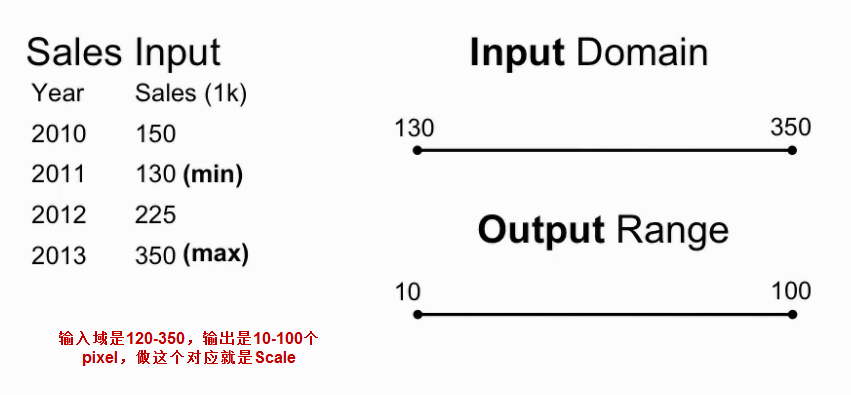 Sales Input
Year Sales (1k)
2010 150
2011 130 (min)
2012 225
2013 350 (max)
Input Domain
130 350
Output Range
10 100
输入域是120-350，输出是10-100个
pixel，做这个对应就是Scale